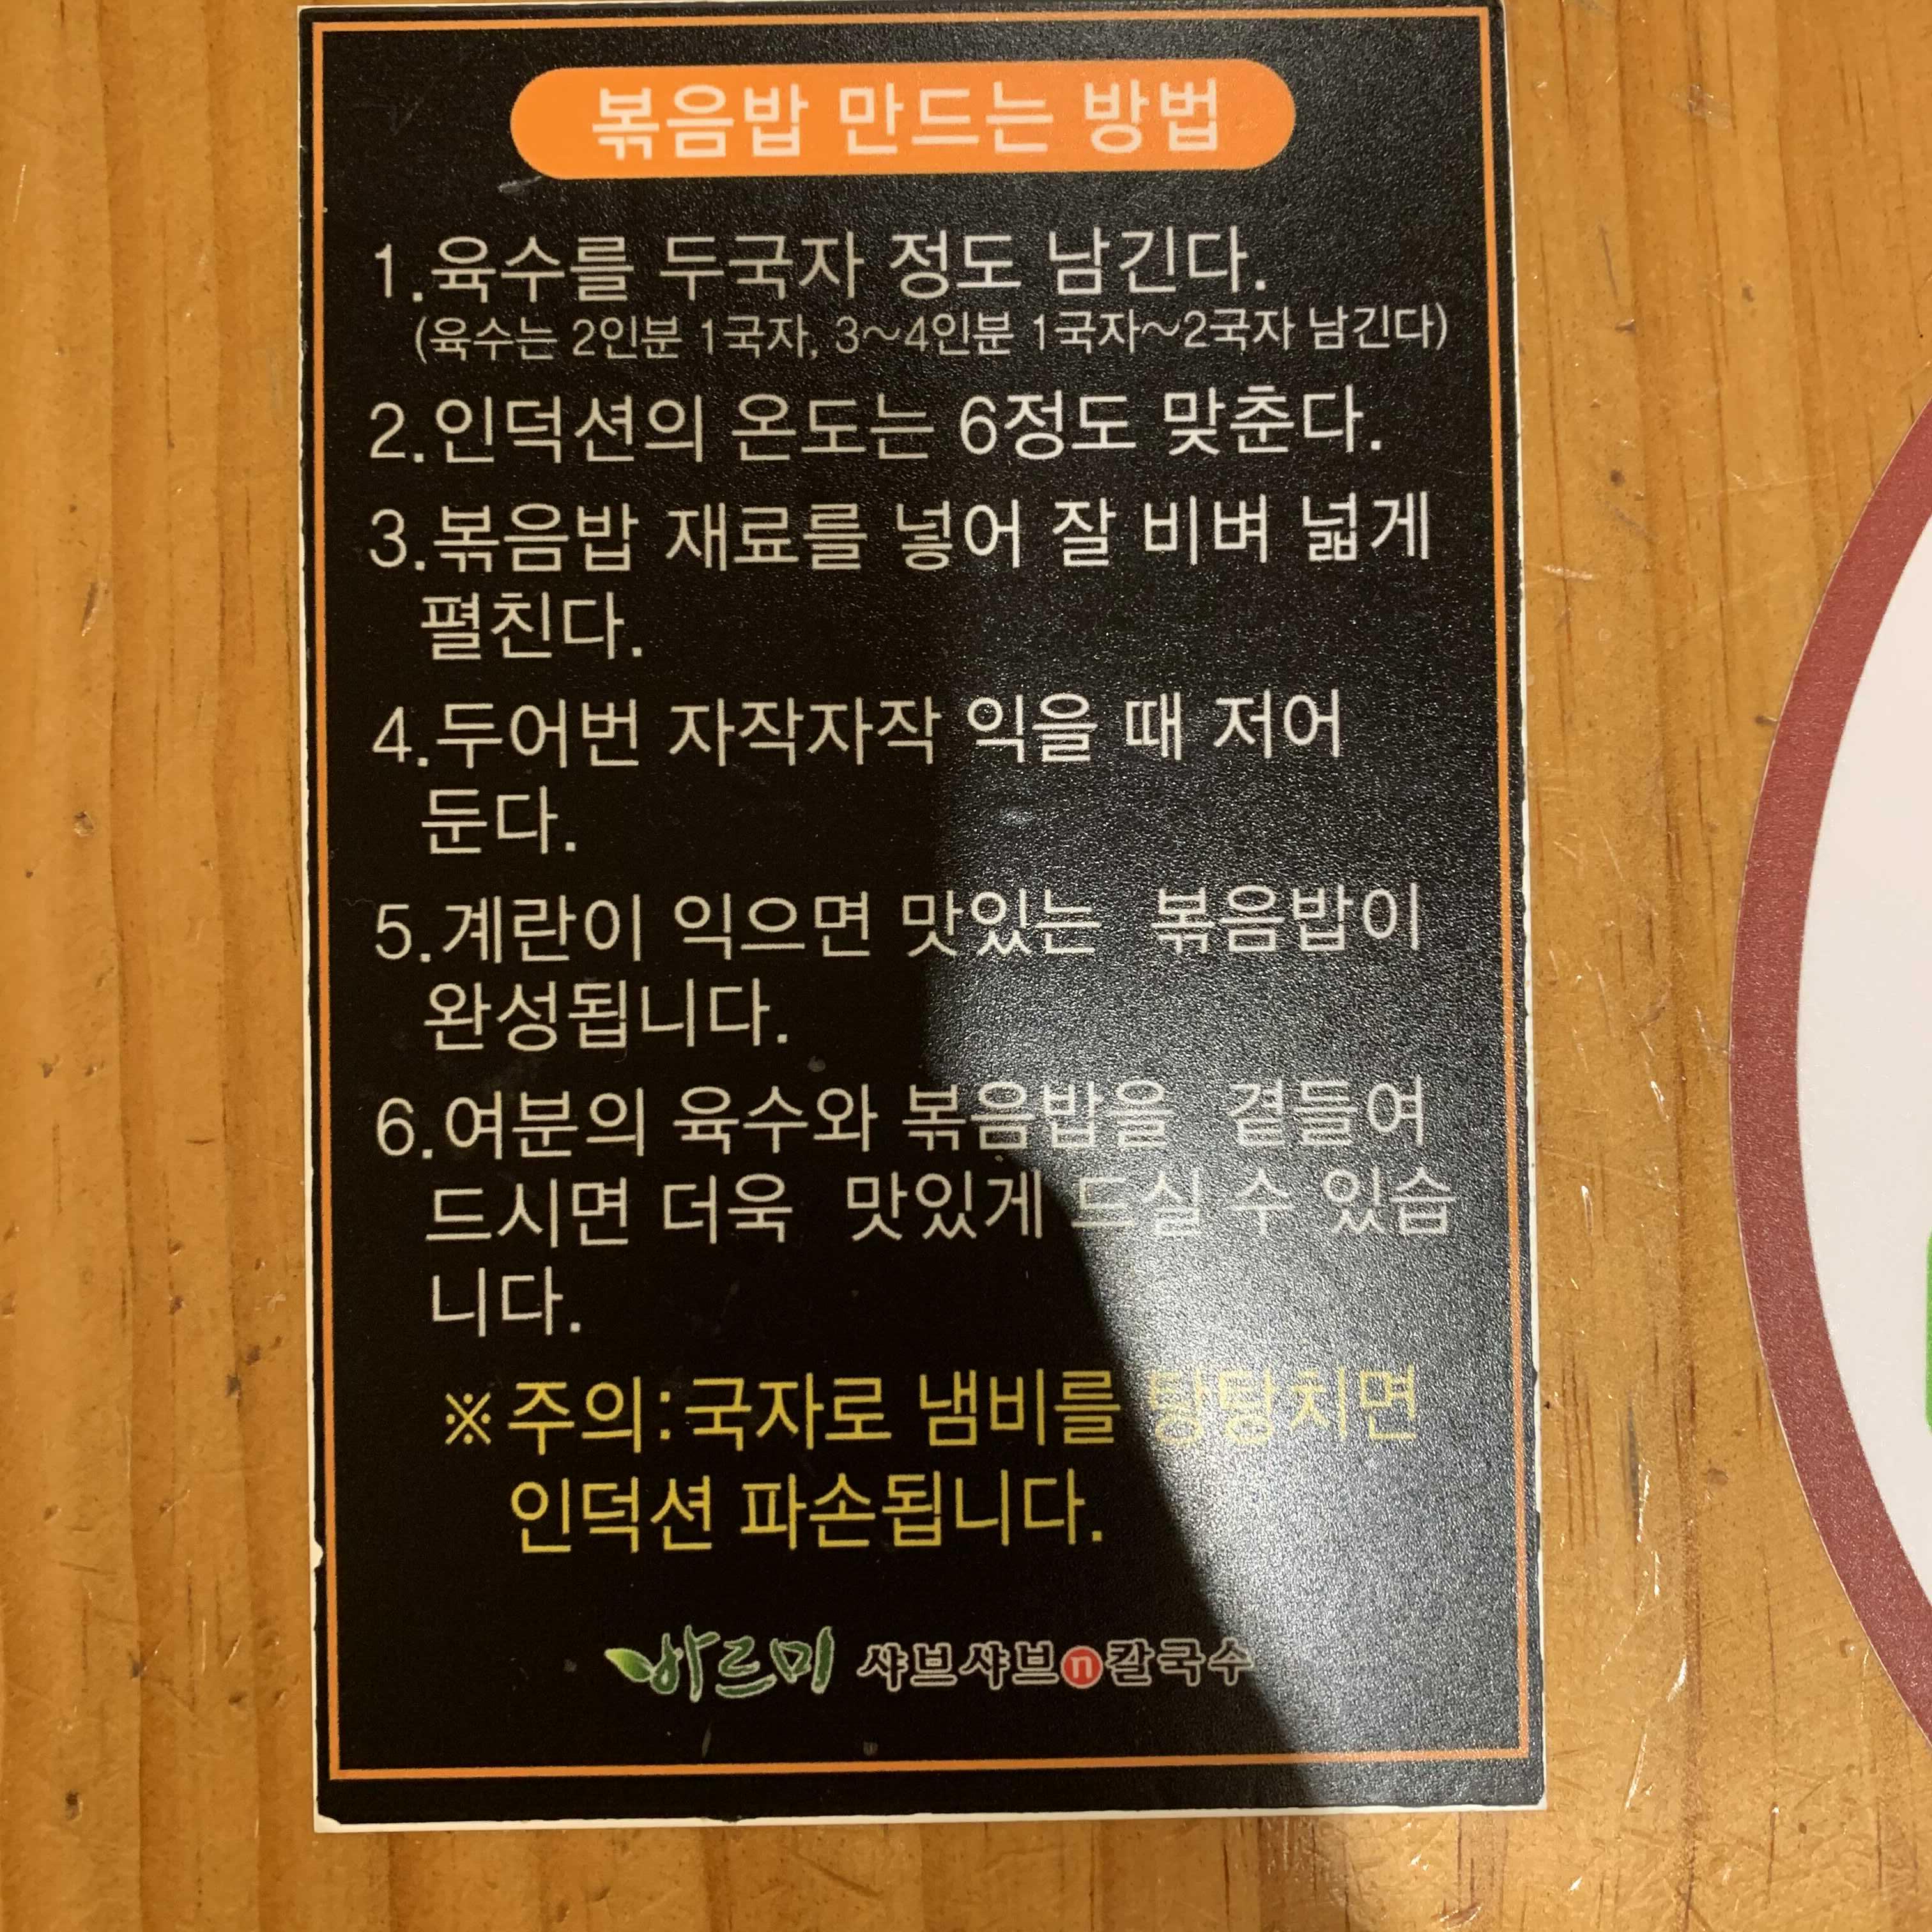 볶음밥 만드는 방법
1.육수를 두국자 정도 남긴다.
(육수는 2인분 1국자, 3~4인분 1국자~2국자 남긴다)
2.인덕션의 온도는 6정도 맞춘다.
3.볶음밥 재료를 넣어 잘 비벼 넓게
펼친다.
4.두어번 자작자작 익을 때 저어
둔다.
5.계란이 익으면 맛있는 볶음밥이
완성됩니다.
6.여분의 육수와 볶음밥을 곁들여
드시면 더욱 맛있게 드실 수 있습
니다.
※주의:국자로 냄비를 탕탕치면
인덕션 파손됩니다.
바르미 샤브샤브n칼국수